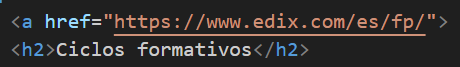 <a href="https://www.edix.com/es/fp/">
<h2>Ciclos formativos</h2>